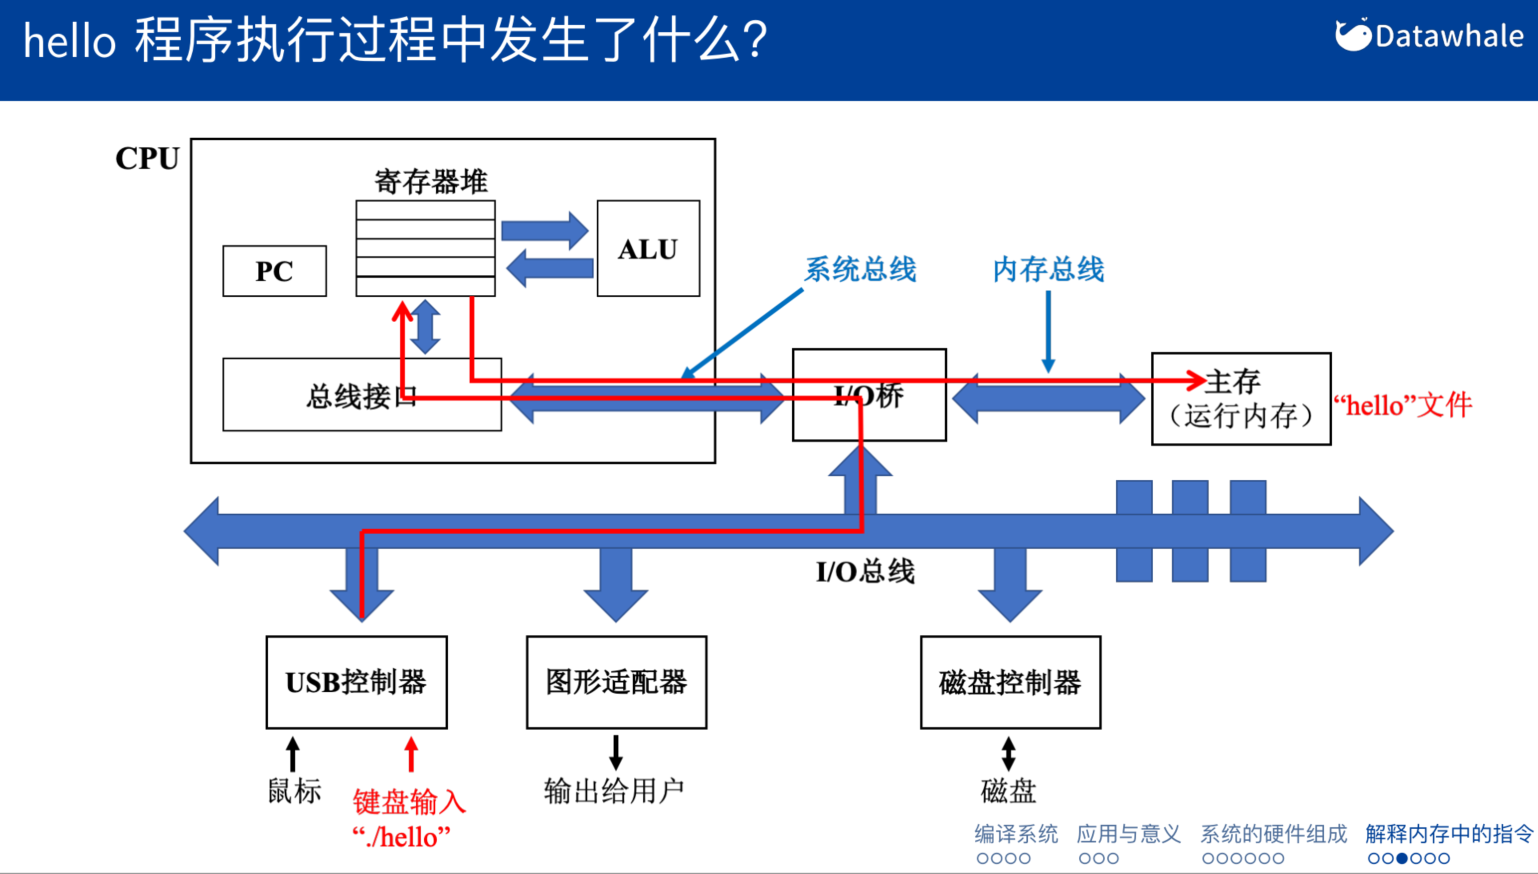 hello 程序执行过程中发生了什么?
Datawhale
CPU
寄存器堆
PC
ALU
系统总线
内存总线
总线接口
I/O桥
主存
（运行内存）
“hello”文件
I/O总线
USB控制器
图形适配器
磁盘控制器
鼠标
键盘输入
“./hello”
输出给用户
磁盘
编译系统
应用与意义
系统的硬件组成
解释内存中的指令